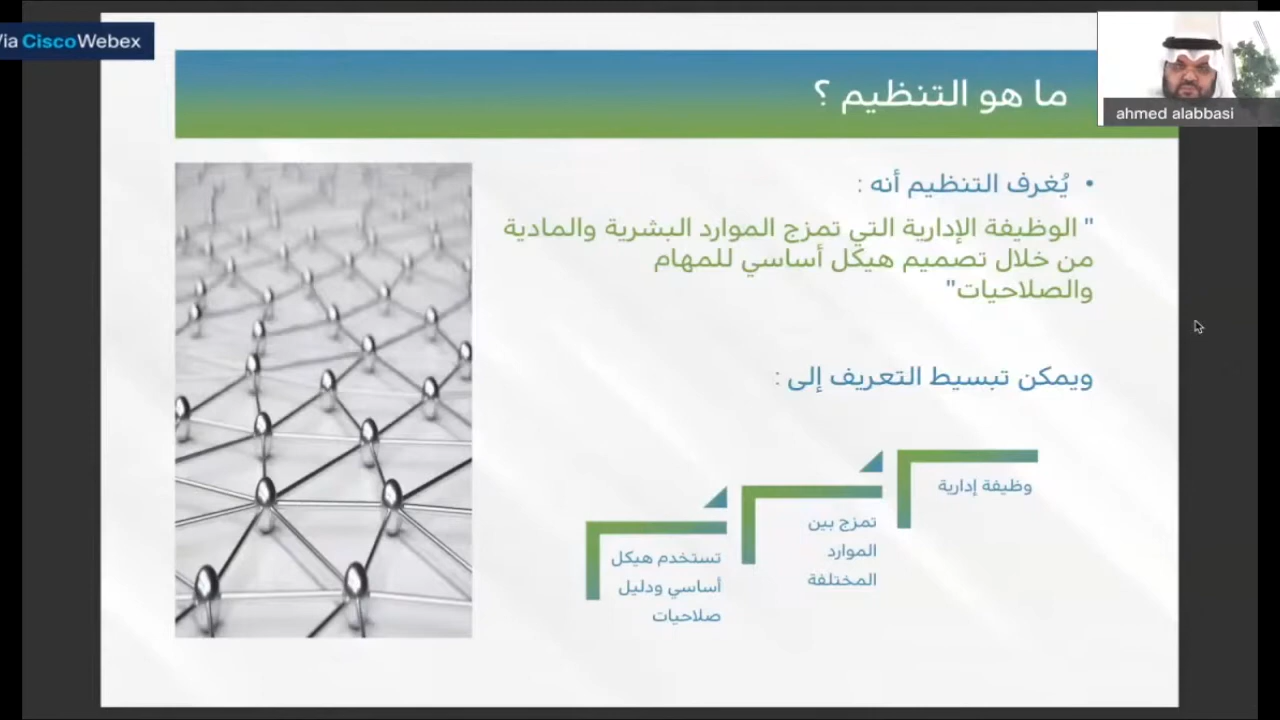 Via CiscoWebex
ما هو التنظيم ؟
ahmed alabbasi
• يُغرف التنظيم أنه :
" الوظيفة الإدارية التي تمزج الموارد البشرية والمادية
من خلال تصميم هيكل أساسي للمهام
والصلاحيات"
ويمكن تبسيط التعريف إلى :
وظيفة إدارية
تمزج بين
الموارد
المختلفة
تستخدم هيكل
أساسي ودليل
صلاحيات